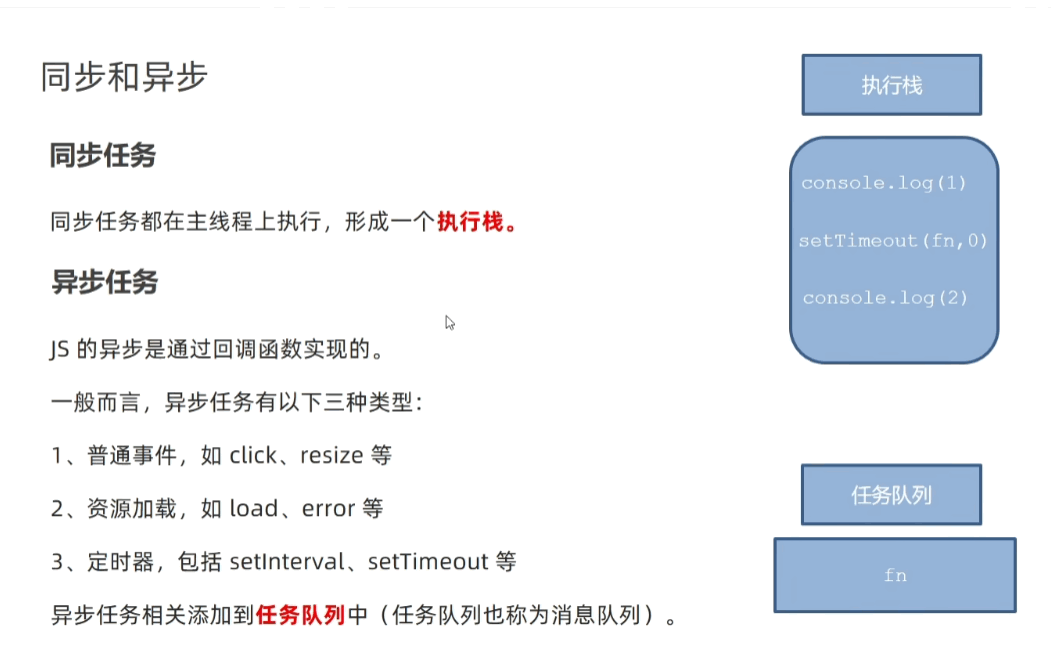 同步和异步
同步任务
同步任务都在主线程上执行，形成一个执行栈。
异步任务
JS 的异步是通过回调函数实现的。
一般而言，异步任务有以下三种类型：
1、普通事件，如 click、resize 等
2、资源加载，如 load、error 等
3、定时器，包括 setInterval、setTimeout 等
异步任务相关添加到任务队列中（任务队列也称为消息队列）。
执行栈
console.log(1)
setTimeout(fn,0)
console.log(2)
任务队列
fn